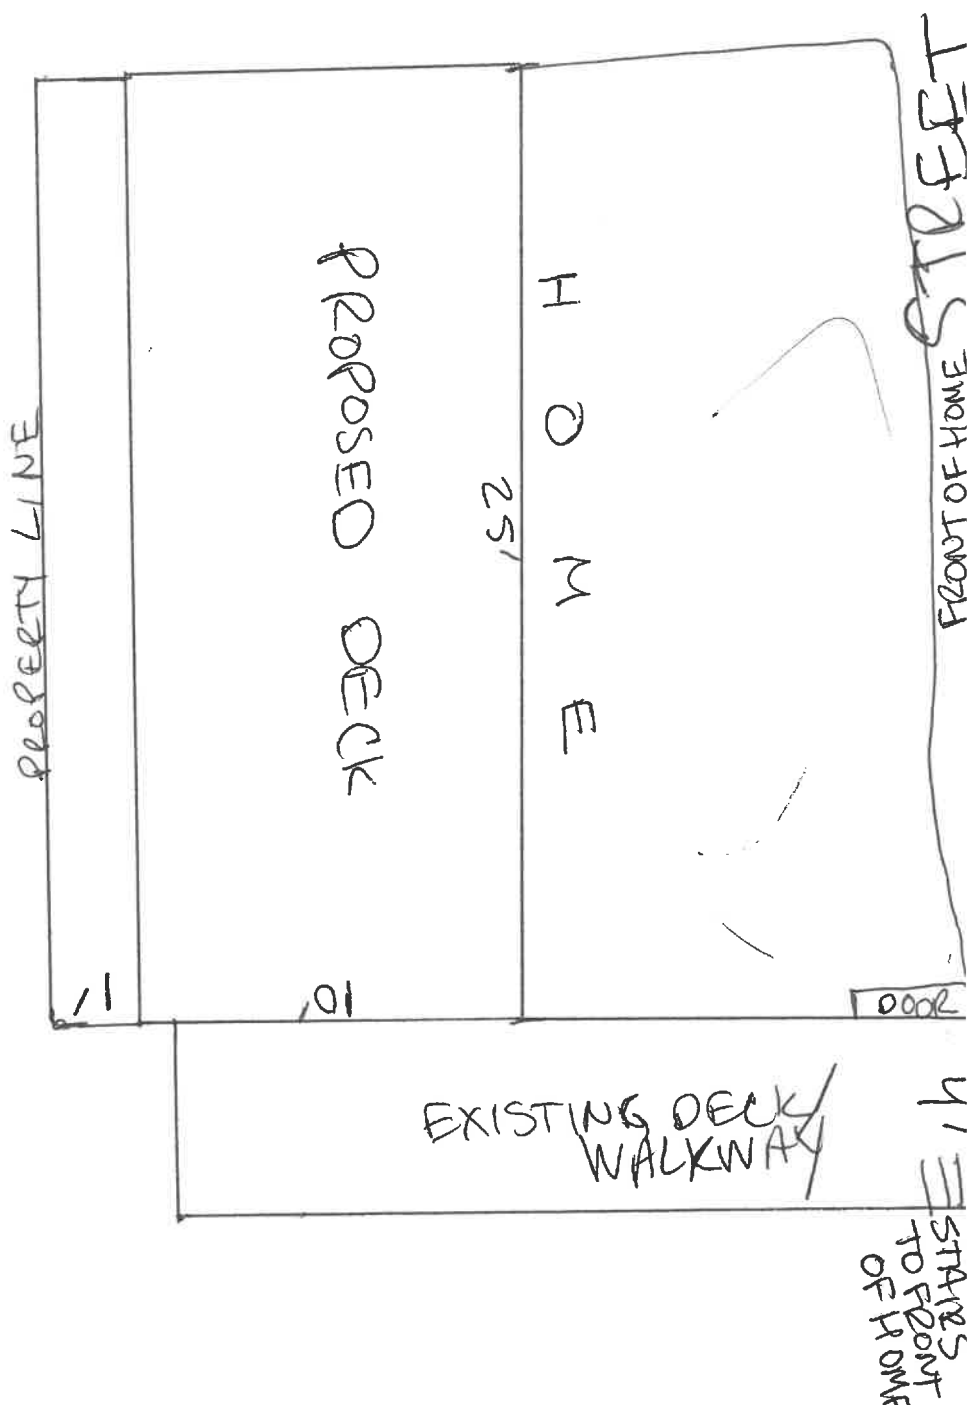 STREET
FRONT OF HOME
HOME
25'
PROPOSED DECK
PROPERTY LINE
1'
10'
DOOR
EXISTING DECK/
WALKWAY
4'
STAIRS
TO FRONT
OF HOME